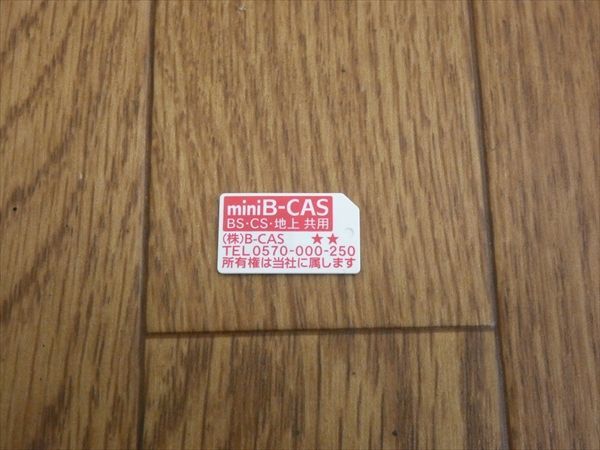 miniB-CAS
BS・CS・地上 共用
(株)B-CAS ★★
TEL 0570-000-250
所有権は当社に属します